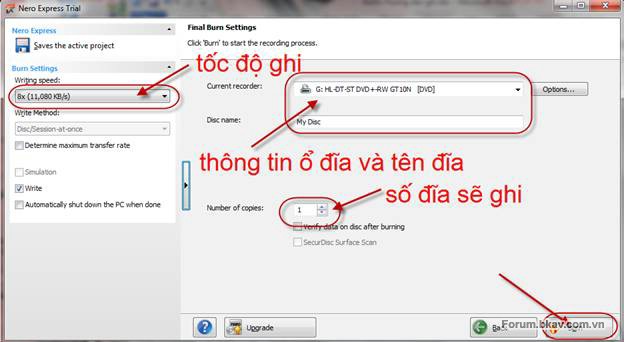 Nero Express Trial
Nero Express
Saves the active project
Burn Settings
Writing speed:
8x (11,080 KB/s)
Write Method:
Disc/Session-at-once
Determine maximum transfer rate
Simulation
Write
Automatically shut down the PC when done
Final Burn Settings
Click 'Burn' to start the recording process.
tốc độ ghi
Current recorder:
G: HL-DT-ST DVD+-RW GT10N [DVD]
Options...
Disc name:
My Disc
thông tin ổ đĩa và tên đĩa
số đĩa sẽ ghi
Number of copies:
1
Verify data on disc after burning
SecurDisc Surface Scan
Upgrade
Back
Forum.bkav.com.vn